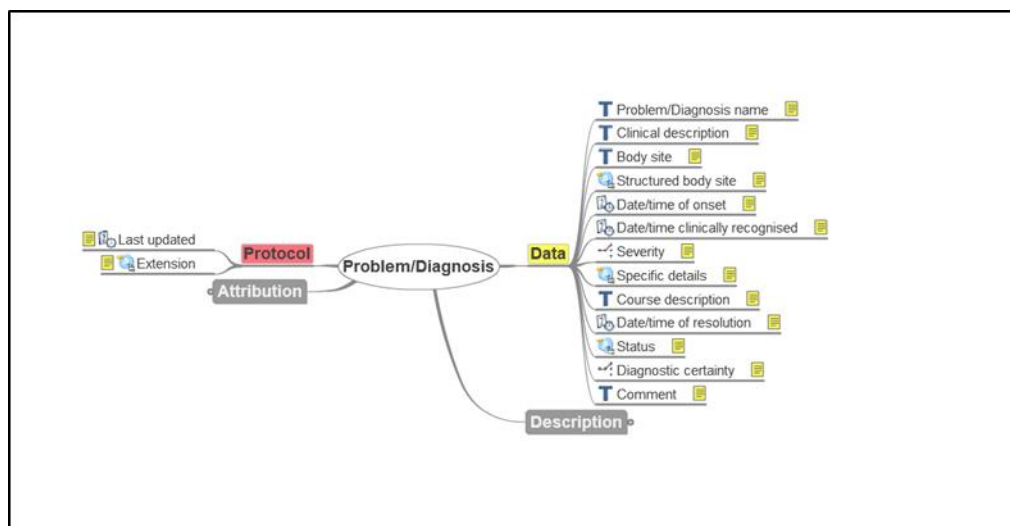 Problem/Diagnosis name
Clinical description
Body site
Structured body site
Date/time of onset
Date/time clinically recognised
Severity
Specific details
Course description
Date/time of resolution
Status
Diagnostic certainty
Comment
Data
Problem/Diagnosis
Protocol
Last updated
Extension
Attribution
Description